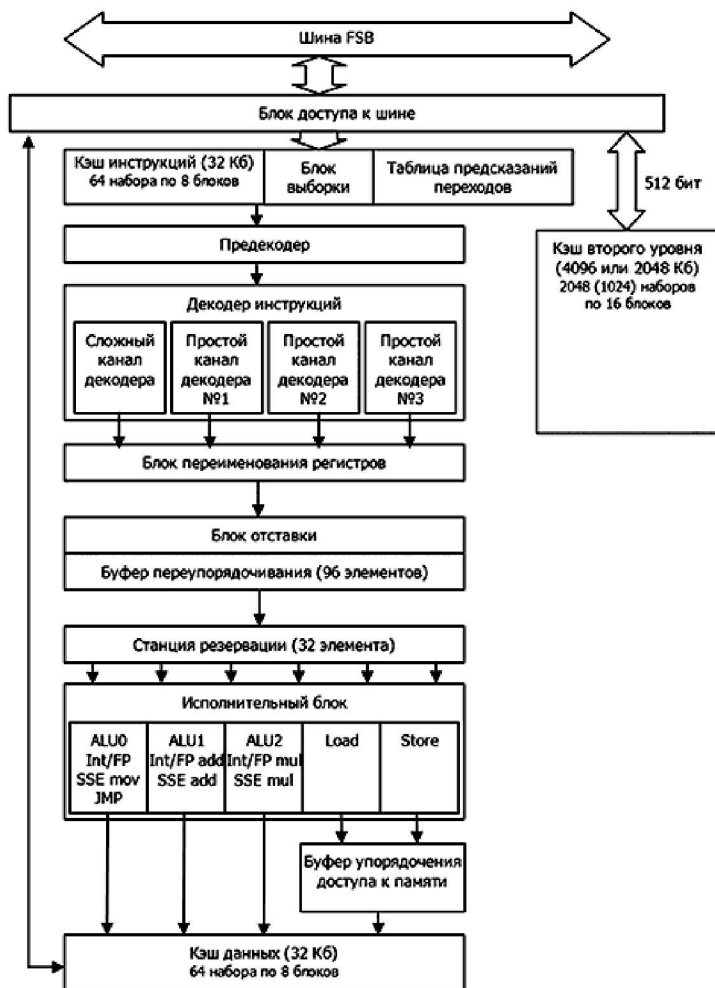 Шина FSB
Блок доступа к шине
Кэш инструкций (32 Кб)
64 набора по 8 блоков
Блок
выборки
Таблица предсказаний
переходов
512 бит
Предекодер
Кэш второго уровня
(4096 или 2048 Кб)
2048 (1024) наборов
по 16 блоков
Декодер инструкций
Сложный
канал
декодера
Простой
канал
декодера
№1
Простой
канал
декодера
№2
Простой
канал
декодера
№3
Блок переименования регистров
Блок отставки
Буфер переупорядочивания (96 элементов)
Станция резервации (32 элемента)
Исполнительный блок
ALU0
Int/FP
SSE mov
JMP
ALU1
Int/FP add
SSE add
ALU2
Int/FP mul
SSE mul
Load
Store
Буфер упорядочения
доступа к памяти
Кэш данных (32 Кб)
64 набора по 8 блоков